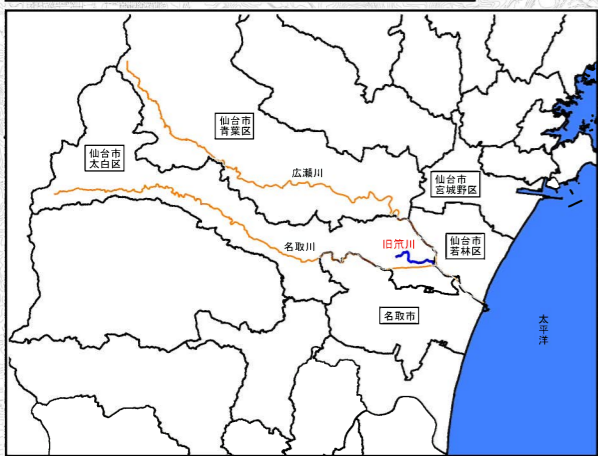 仙台市
青葉区
仙台市
太白区
広瀬川
仙台市
宮城野区
名取川
旧笊川
仙台市
若林区
名取市
太平洋